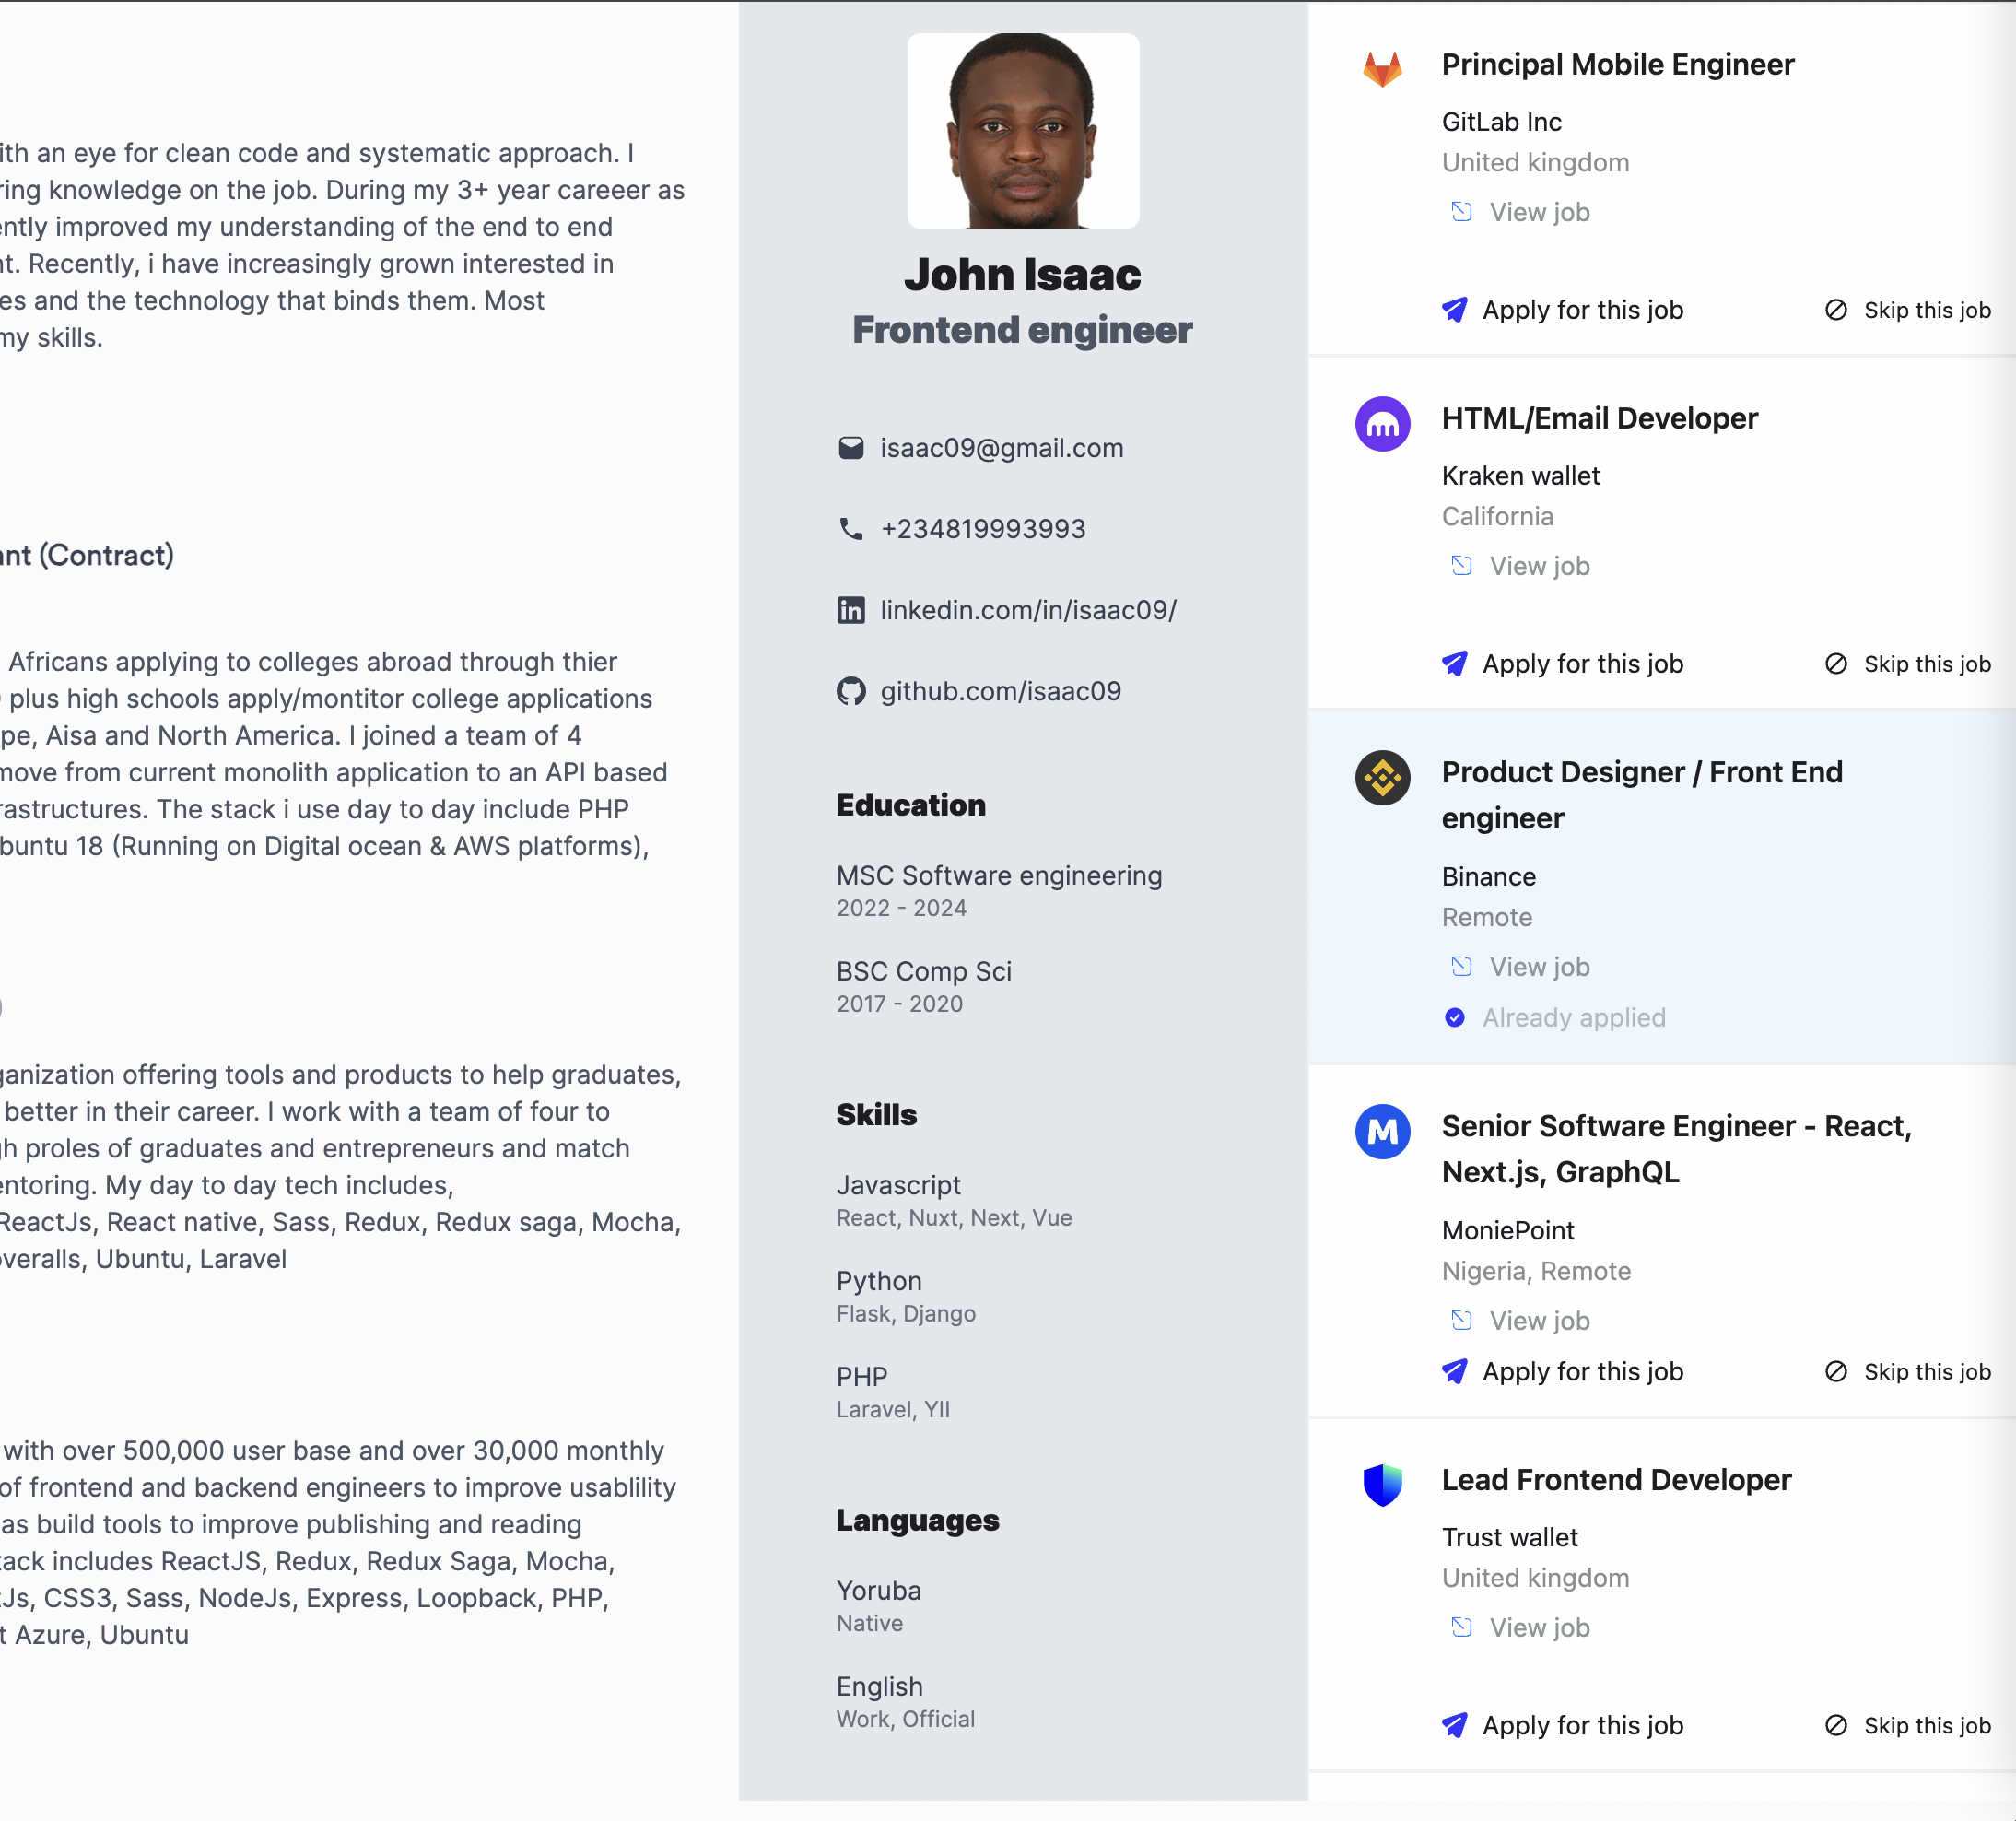 ith an eye for clean code and systematic approach. I
ring knowledge on the job. During my 3+ year careeer as
ently improved my understanding of the end to end
nt. Recently, i have increasingly grown interested in
es and the technology that binds them. Most
my skills.
ant (Contract)
Africans applying to colleges abroad through thier
plus high schools apply/montitor college applications
pe, Aisa and North America. I joined a team of 4
move from current monolith application to an API based
rastructures. The stack i use day to day include PHP
buntu 18 (Running on Digital ocean & AWS platforms),
)
ganization offering tools and products to help graduates,
better in their career. I work with a team of four to
gh proles of graduates and entrepreneurs and match
entoring. My day to day tech includes,
ReactJs, React native, Sass, Redux, Redux saga, Mocha,
overalls, Ubuntu, Laravel
with over 500,000 user base and over 30,000 monthly
of frontend and backend engineers to improve usablility
as build tools to improve publishing and reading
tack includes ReactJS, Redux, Redux Saga, Mocha,
tJs, CSS3, Sass, NodeJs, Express, Loopback, PHP,
t Azure, Ubuntu
John Isaac
Frontend engineer
isaac09@gmail.com
+234819993993
linkedin.com/in/isaac09/
github.com/isaac09
Education
MSC Software engineering
2022 - 2024
BSC Comp Sci
2017 - 2020
Skills
Javascript
React, Nuxt, Next, Vue
Python
Flask, Django
PHP
Laravel, YII
Languages
Yoruba
Native
English
Work, Official
Principal Mobile Engineer
GitLab Inc
United kingdom
View job
Apply for this job
Skip this job
HTML/Email Developer
Kraken wallet
California
View job
Apply for this job
Skip this job
Product Designer / Front End
engineer
Binance
Remote
View job
Already applied
M
Senior Software Engineer - React,
Next.js, GraphQL
MoniePoint
Nigeria, Remote
View job
Apply for this job
Skip this job
Lead Frontend Developer
Trust wallet
United kingdom
View job
Apply for this job
Skip this job